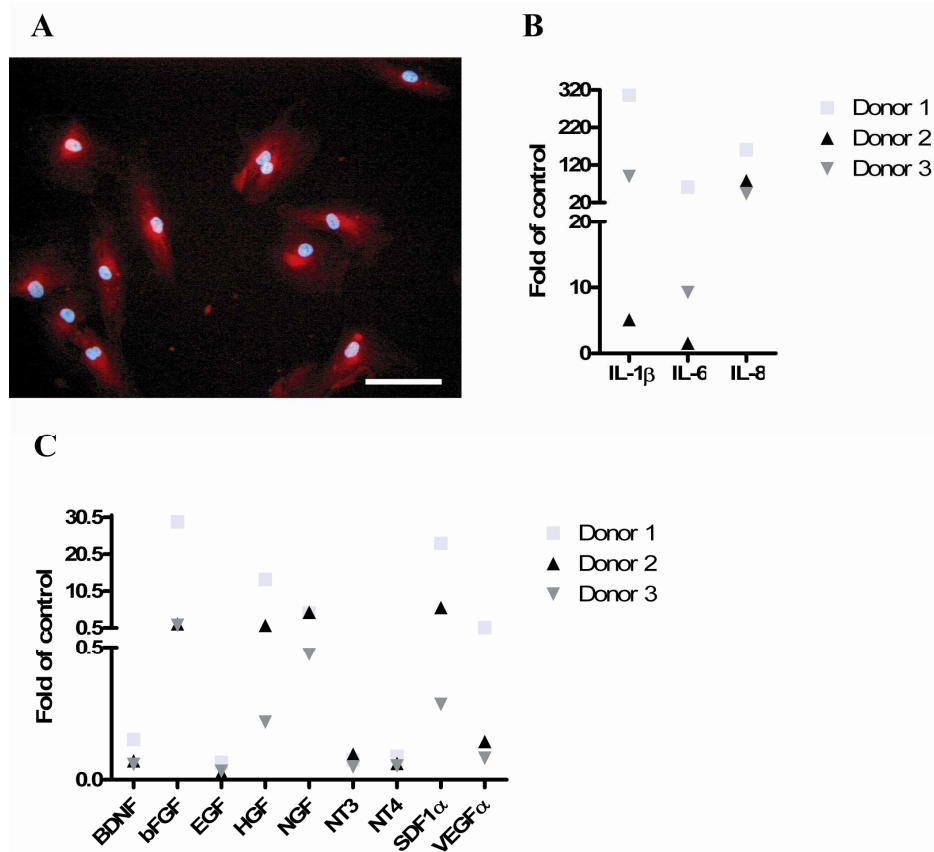 A
B
Fold of control
320
220
120
20
20
10
0
IL-1β IL-6 IL-8
Donor 1
Donor 2
Donor 3
C
Fold of control
30.5
20.5
10.5
0.5
0.5
0.0
BDNF bFGF EGF HGF NGF NT3 NT4 SDF1α VEGFα
Donor 1
Donor 2
Donor 3